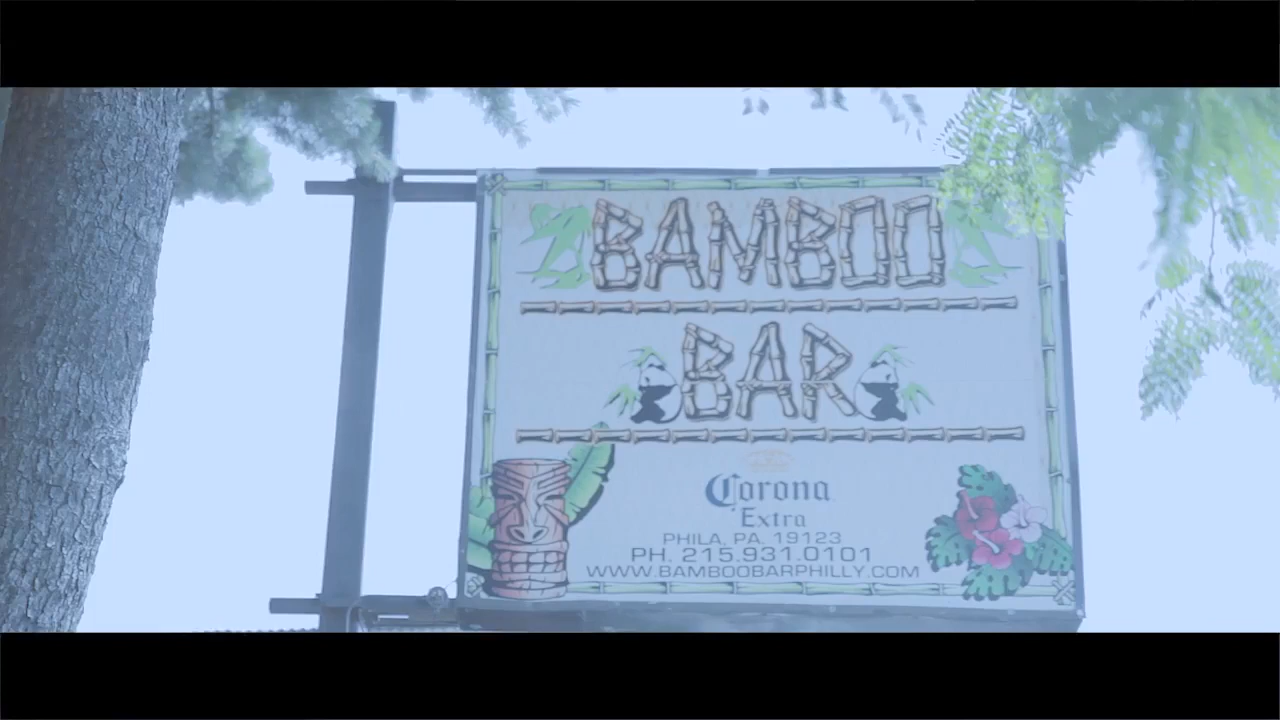 BAMBOO
BAR
Corona
Extra
PHILA, PA. 19123
PH. 215.931.0101
WWW.BAMBOOBARPHILLY.COM